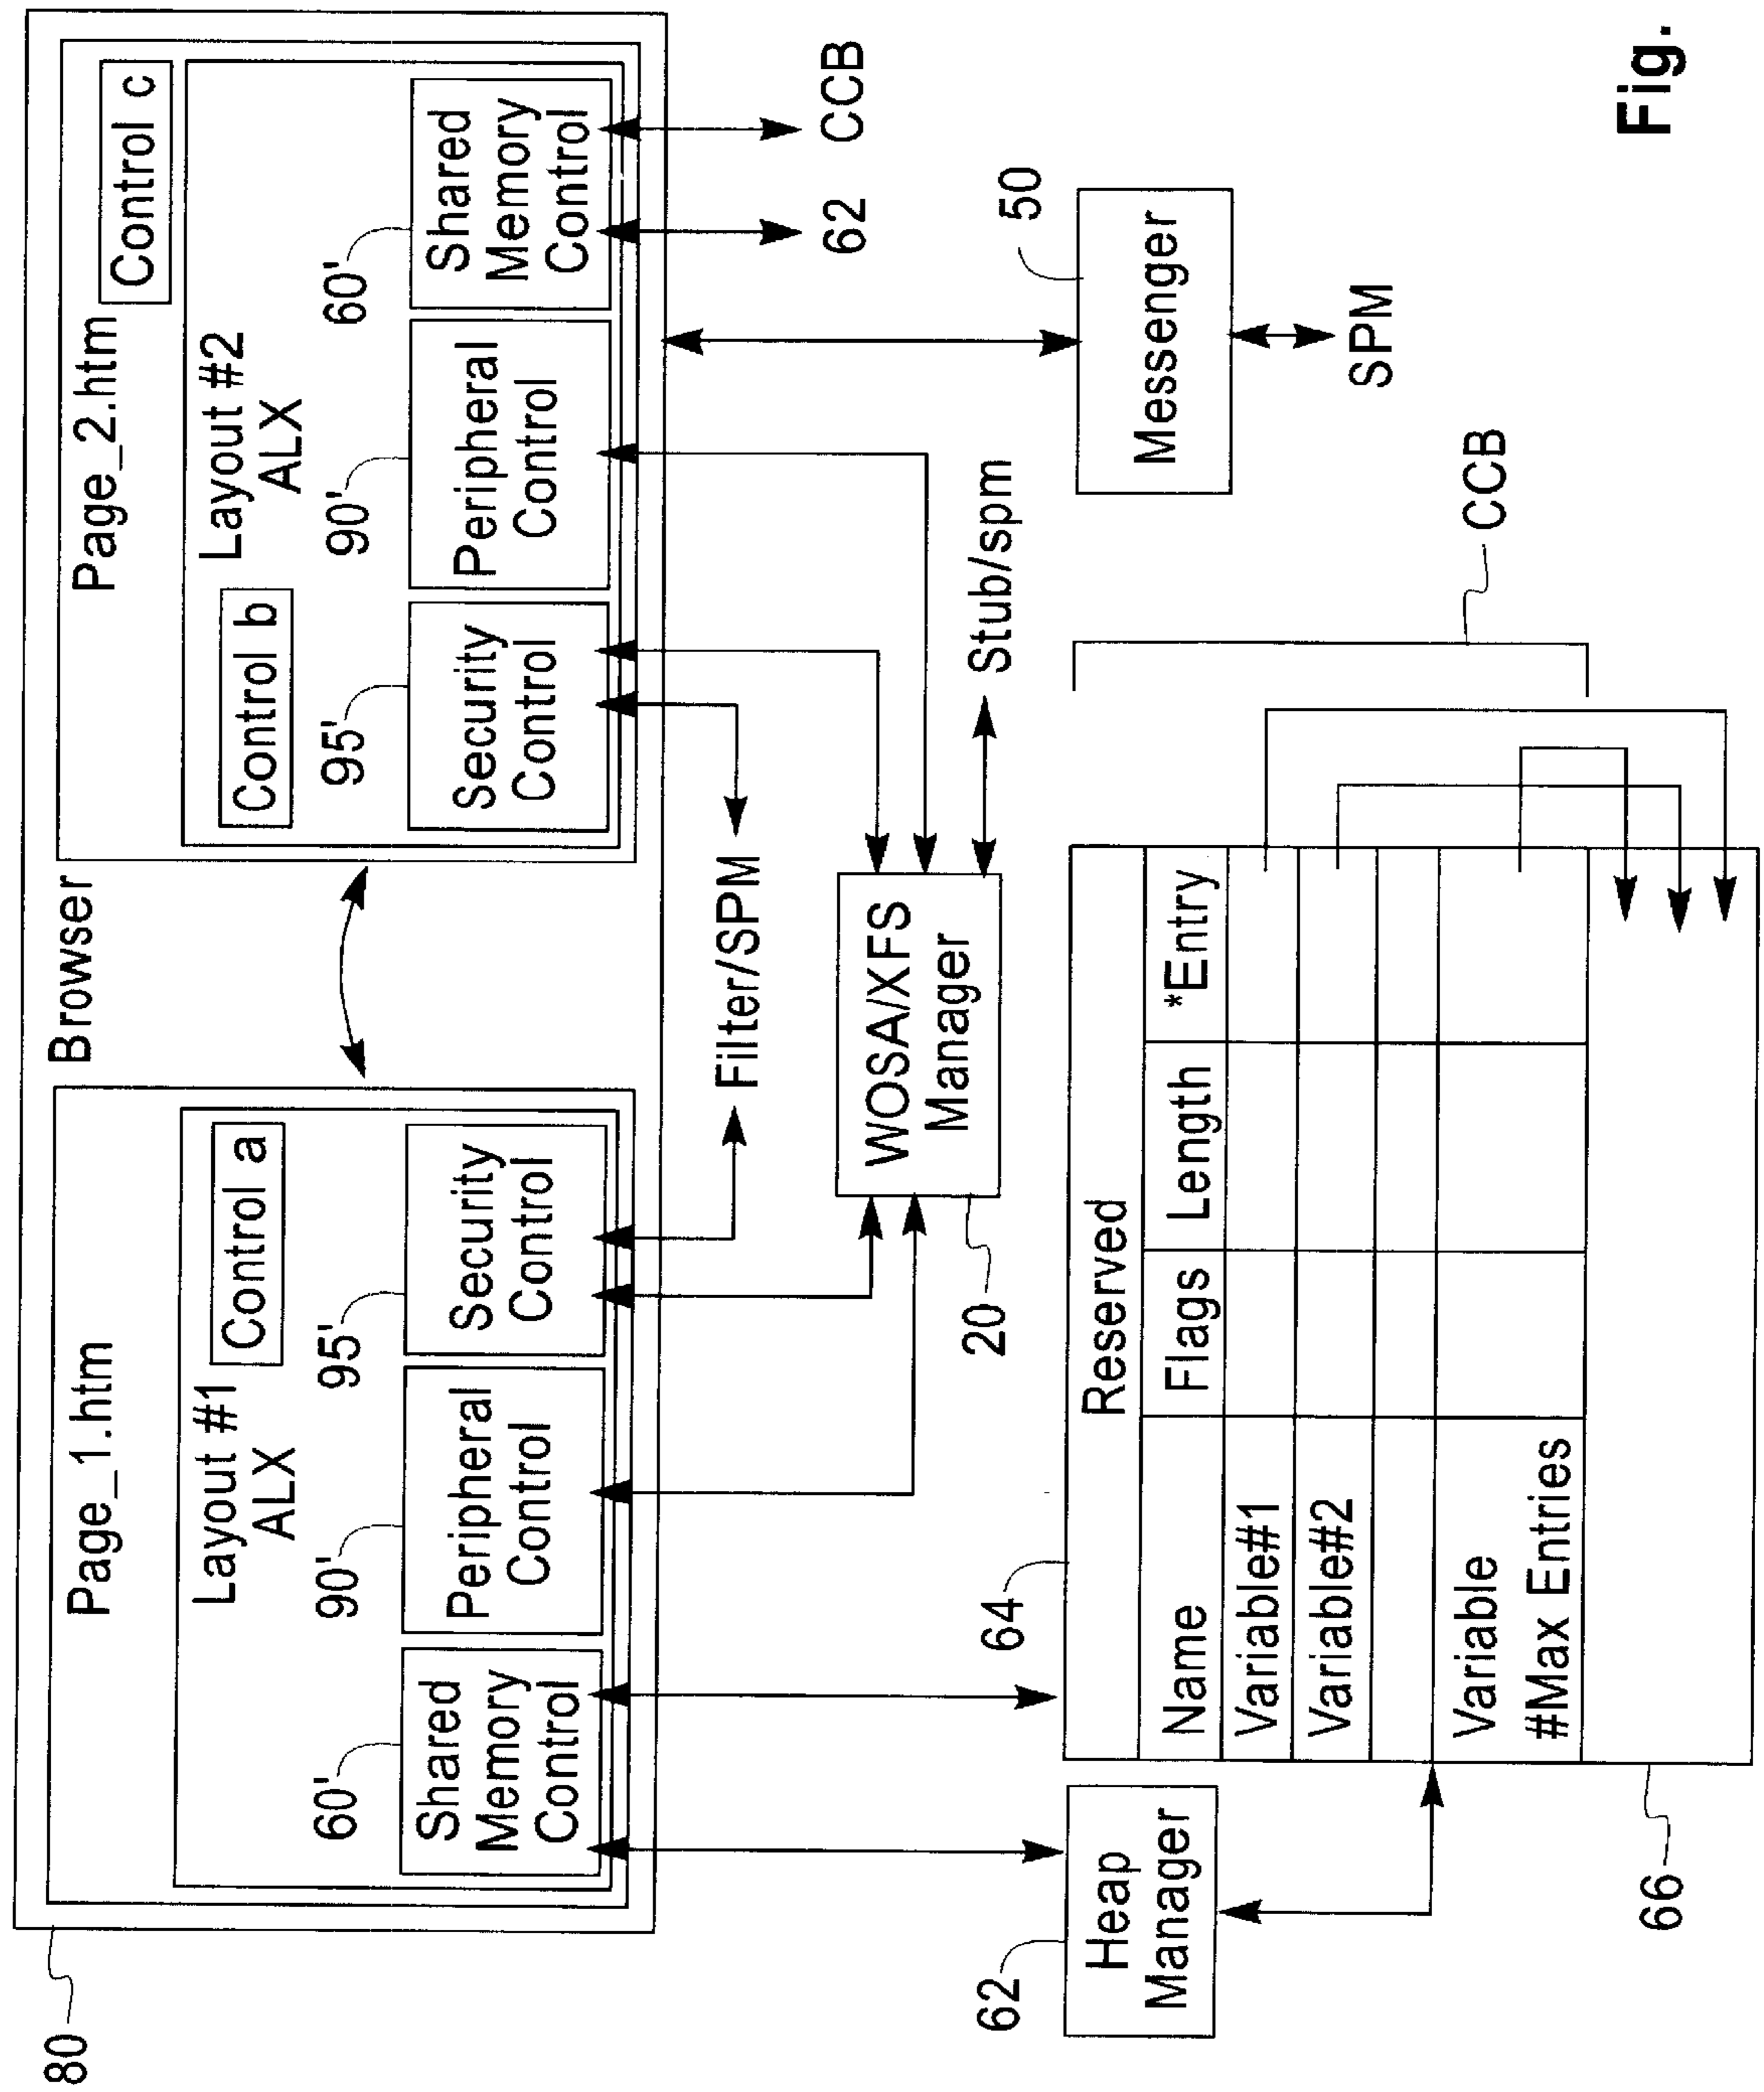 80
Browser
Page_1.htm
Layout #1
ALX
Control a
60'
90'
95'
Shared
Memory
Control
Peripheral
Control
Security
Control
Page_2.htm
Control c
Layout #2
ALX
Control b
95'
90'
60'
Security
Control
Peripheral
Control
Shared
Memory
Control
Filter/SPM
62
CCB
WOSA/XFS
Manager
20
Stub/spm
50
Messenger
SPM
62
Heap
Manager
64
Reserved
Name Flags Length *Entry
Variable#1
Variable#2
Variable
#Max Entries
66
CCB
Fig.